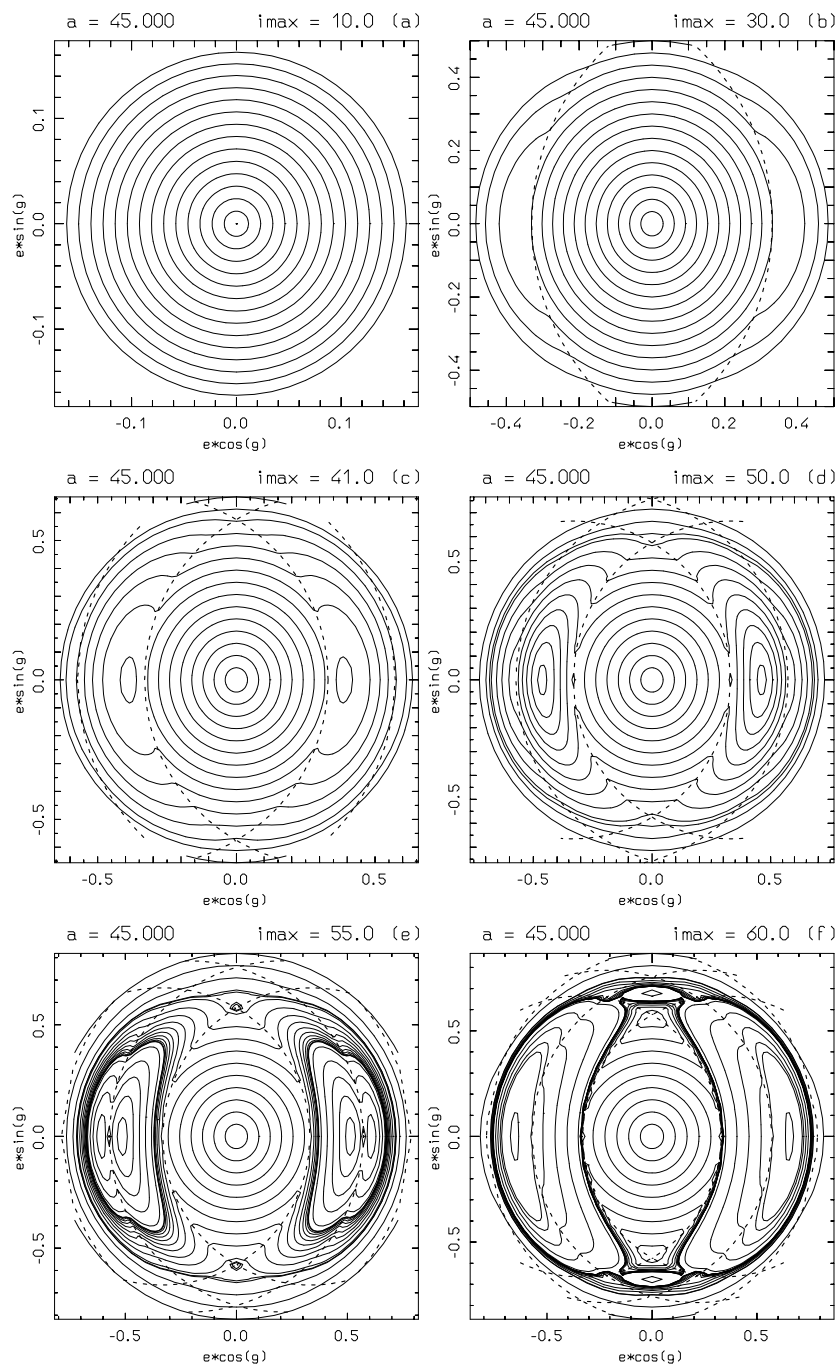 a = 45.000 imax = 10.0 (a)
e*sin(g)
0.1
0.0
-0.1
-0.1 0.0 0.1
e*cos(g)
a = 45.000 imax = 30.0 (b)
e*sin(g)
0.4
0.2
0.0
-0.2
-0.4
-0.4 -0.2 0.0 0.2 0.4
e*cos(g)
a = 45.000 imax = 41.0 (c)
e*sin(g)
0.5
0.0
-0.5
-0.5 0.0 0.5
e*cos(g)
a = 45.000 imax = 50.0 (d)
e*sin(g)
0.5
0.0
-0.5
-0.5 0.0 0.5
e*cos(g)
a = 45.000 imax = 55.0 (e)
e*sin(g)
0.5
0.0
-0.5
-0.5 0.0 0.5
e*cos(g)
a = 45.000 imax = 60.0 (f)
e*sin(g)
0.5
0.0
-0.5
-0.5 0.0 0.5
e*cos(g)